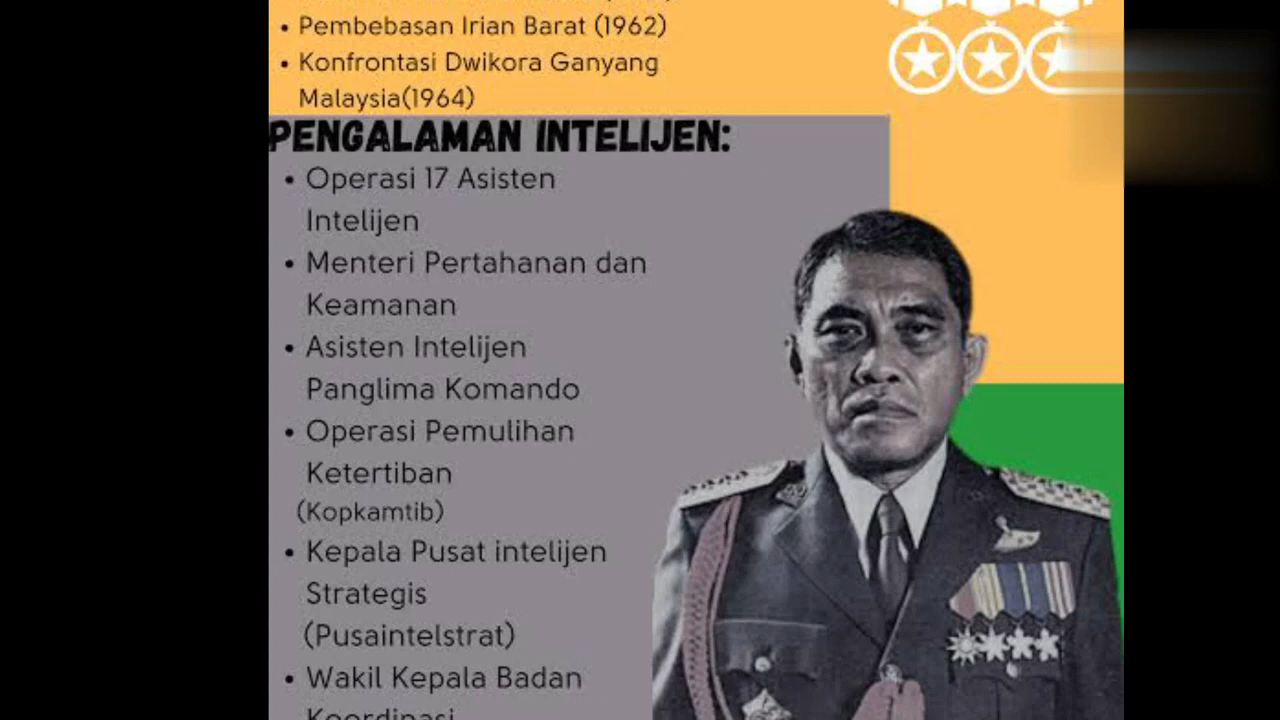 • Pembebasan Irian Barat (1962)
• Konfrontasi Dwikora Ganyang
Malaysia(1964)
PENGALAMAN INTELIJEN:
• Operasi 17 Asisten
Intelijen
• Menteri Pertahanan dan
Keamanan
• Asisten Intelijen
Panglima Komando
• Operasi Pemulihan
Ketertiban
(Kopkamtib)
• Kepala Pusat intelijen
Strategis
(Pusaintelstrat)
• Wakil Kepala Badan
Koordinasi